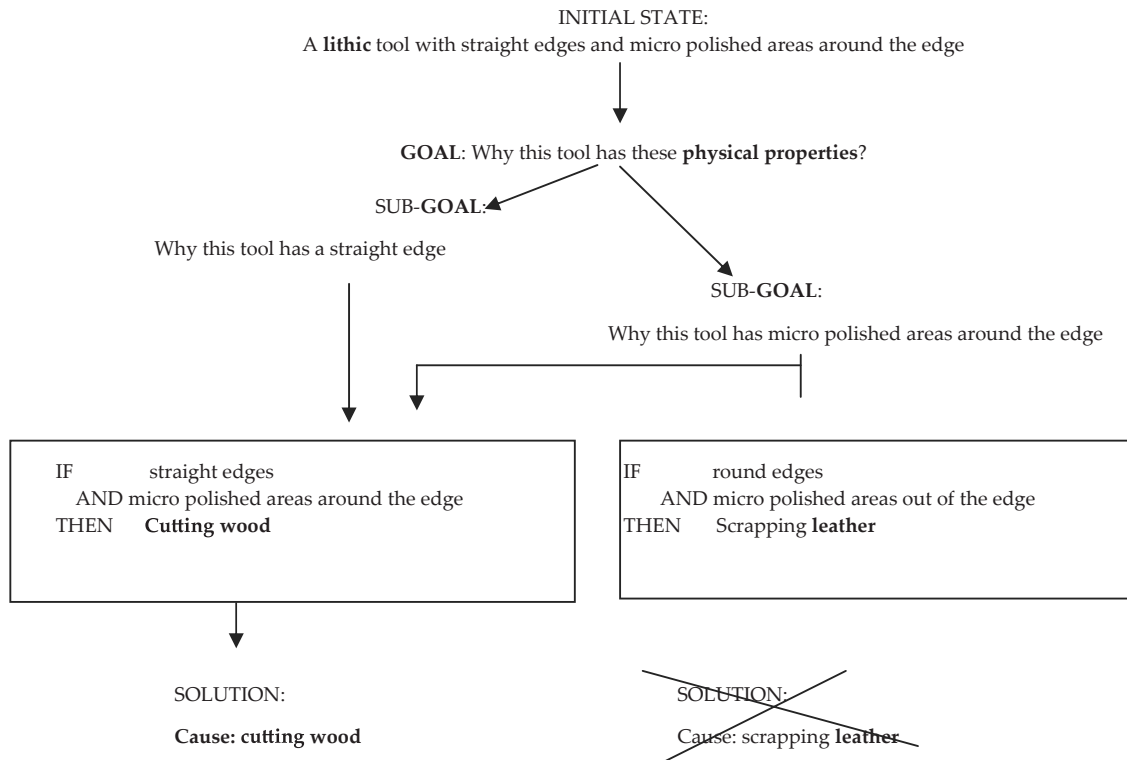 INITIAL STATE:
A lithic tool with straight edges and micro polished areas around the edge
GOAL: Why this tool has these physical properties?
SUB-GOAL:
Why this tool has a straight edge
SUB-GOAL:
Why this tool has micro polished areas around the edge
IF straight edges
AND micro polished areas around the edge
THEN Cutting wood
IF round edges
AND micro polished areas out of the edge
THEN Scrapping leather
SOLUTION:
Cause: cutting wood
SOLUTION:
Cause: scrapping leather